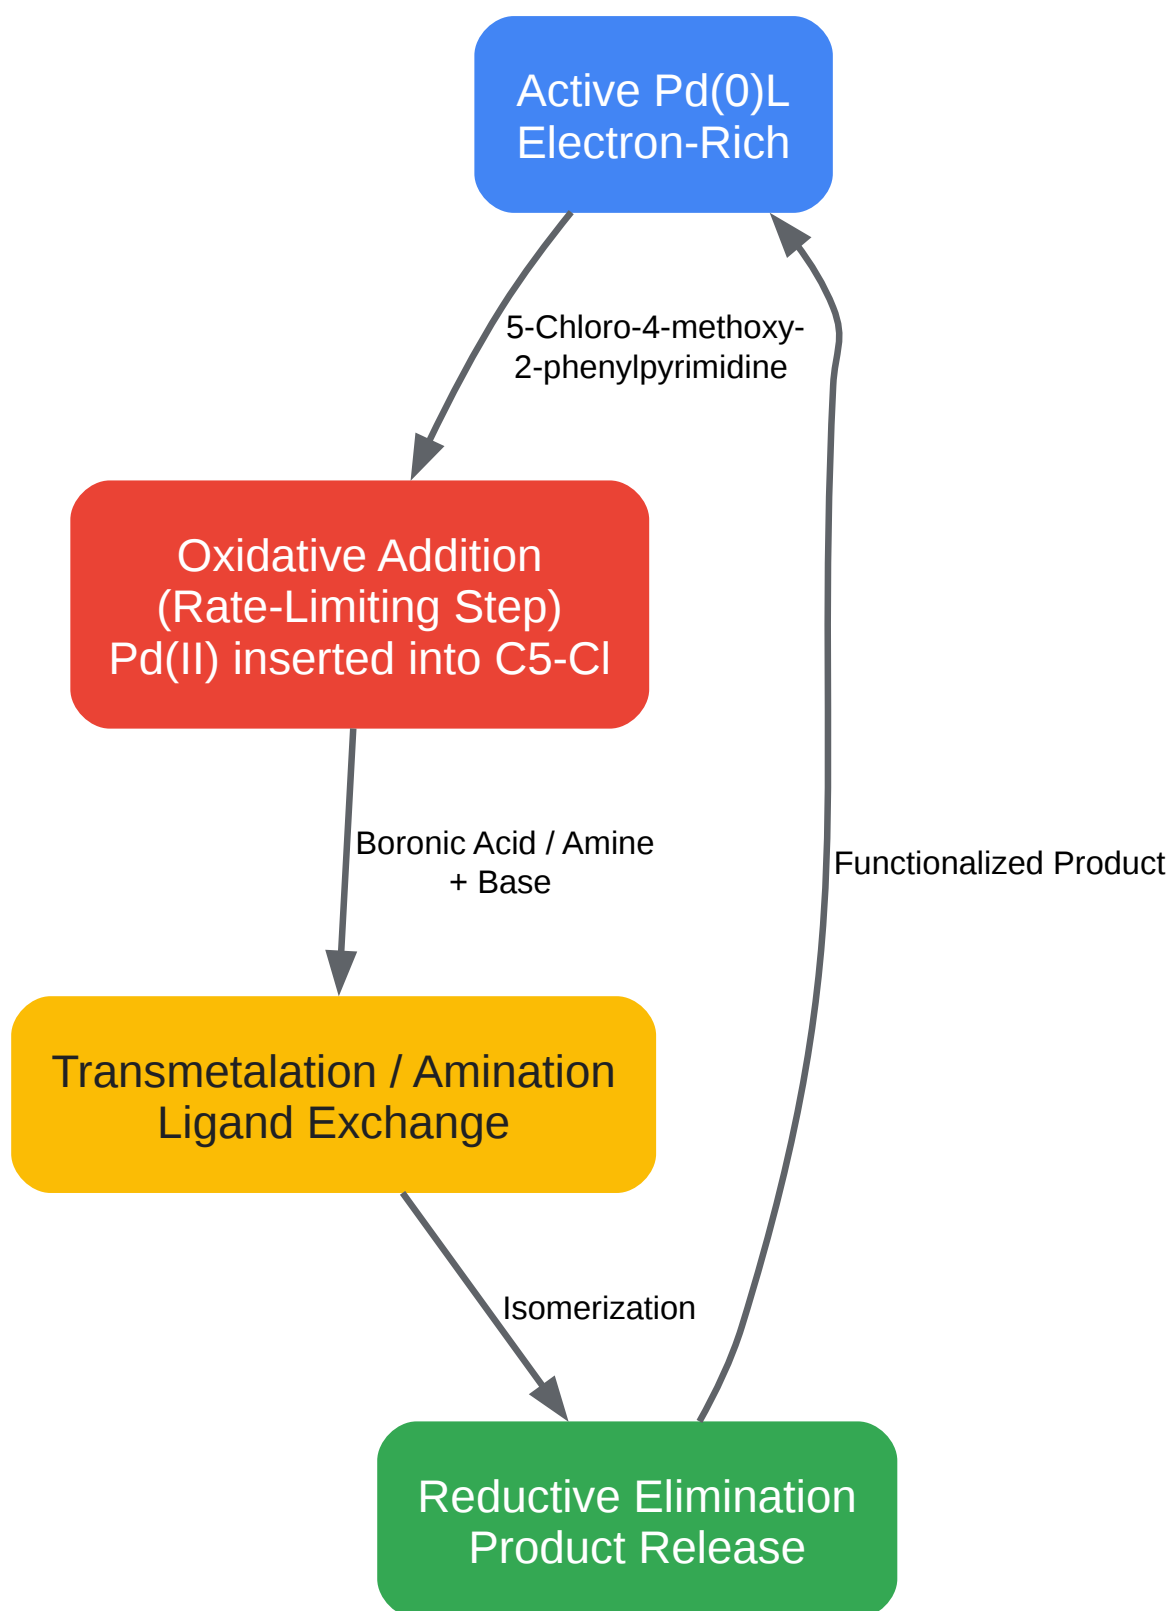 Active Pd(0)L
Electron-Rich
5-Chloro-4-methoxy-
2-phenylpyrimidine
Oxidative Addition
(Rate-Limiting Step)
Pd(II) inserted into C5-Cl
Boronic Acid / Amine
+ Base
Functionalized Product
Transmetalation / Amination
Ligand Exchange
Isomerization
Reductive Elimination
Product Release